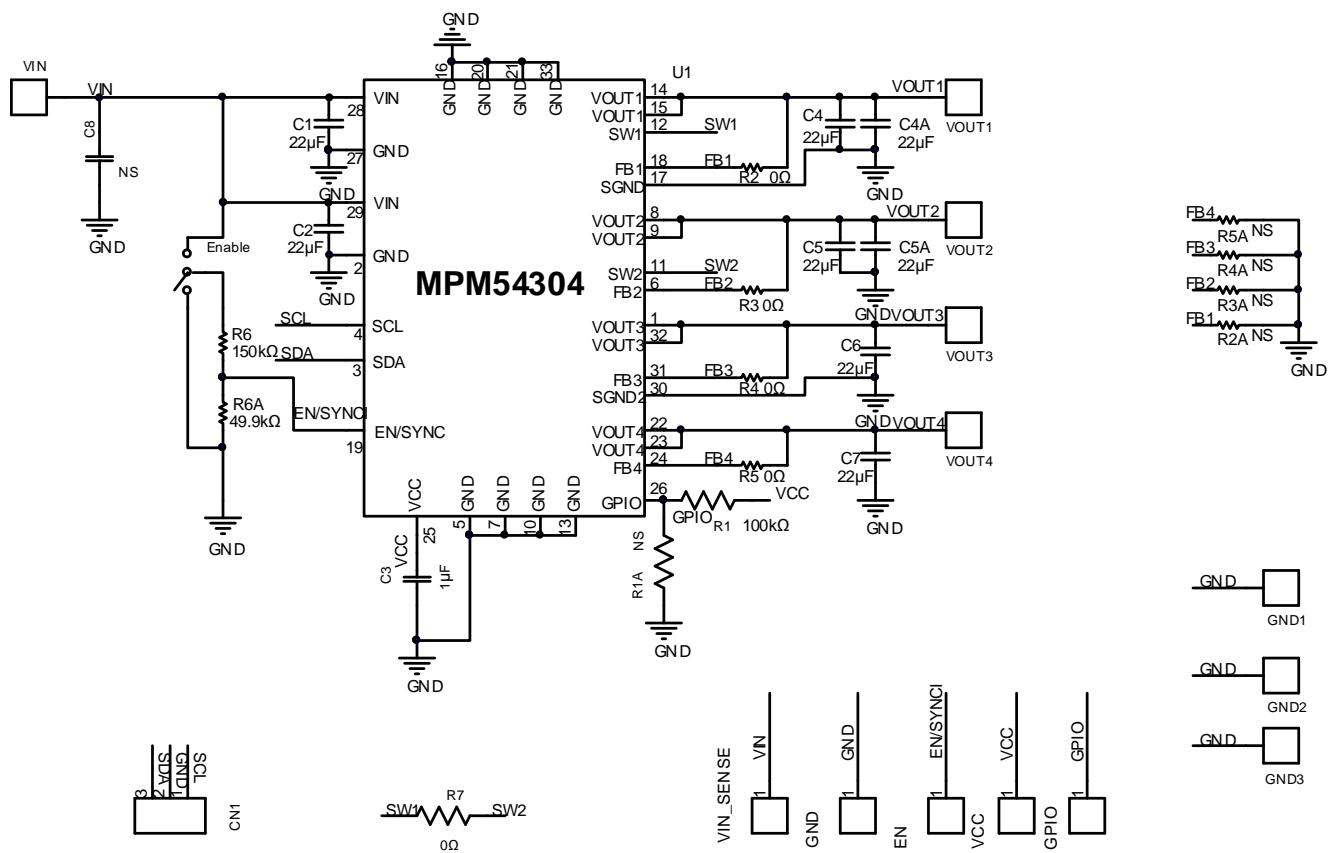 GND
VIN
VIN
C8
NS
GND
16
20
21
33
GND
GND
GND
GND
U1
28
VIN
C1
22µF
27
GND
GND
29
VIN
C2
22µF
2
GND
GND
Enable
MPM54304
SCL
4
SCL
SDA
3
SDA
R6
150kΩ
R6A
49.9kΩ
EN/SYNCI
19
EN/SYNC
GND
VOUT1
14
VOUT1
15
SW1
12
SW1
FB1
18
FB1
R2 0Ω
SGND
17
C4
22µF
C4A
22µF
VOUT1
VOUT1
GND
VOUT2
8
VOUT2
9
SW2
11
SW2
FB2
6
FB2
R3 0Ω
C5
22µF
C5A
22µF
VOUT2
VOUT2
GND
VOUT3
1
VOUT3
32
FB3
31
FB3
R4 0Ω
SGND2
30
C6
22µF
VOUT3
VOUT3
GND
VOUT4
22
VOUT4
23
FB4
24
FB4
R5 0Ω
C7
22µF
VOUT4
VOUT4
GND
GPIO
26
GPIO
R1
100kΩ
VCC
R1A
NS
GND
VCC
25
VCC
C3
1µF
GND
GND
5
GND
7
GND
10
GND
13
FB4
R5A
NS
FB3
R4A
NS
FB2
R3A
NS
FB1
R2A
NS
GND
GND
GND1
GND
GND2
GND
GND3
SDA
GND
SCL
3
2
1
CN1
SW1
R7
SW2
0Ω
VIN_SENSE
VIN
1
GND
GND
1
EN
EN/SYNCI
1
VCC
VCC
1
GPIO
GPIO
1